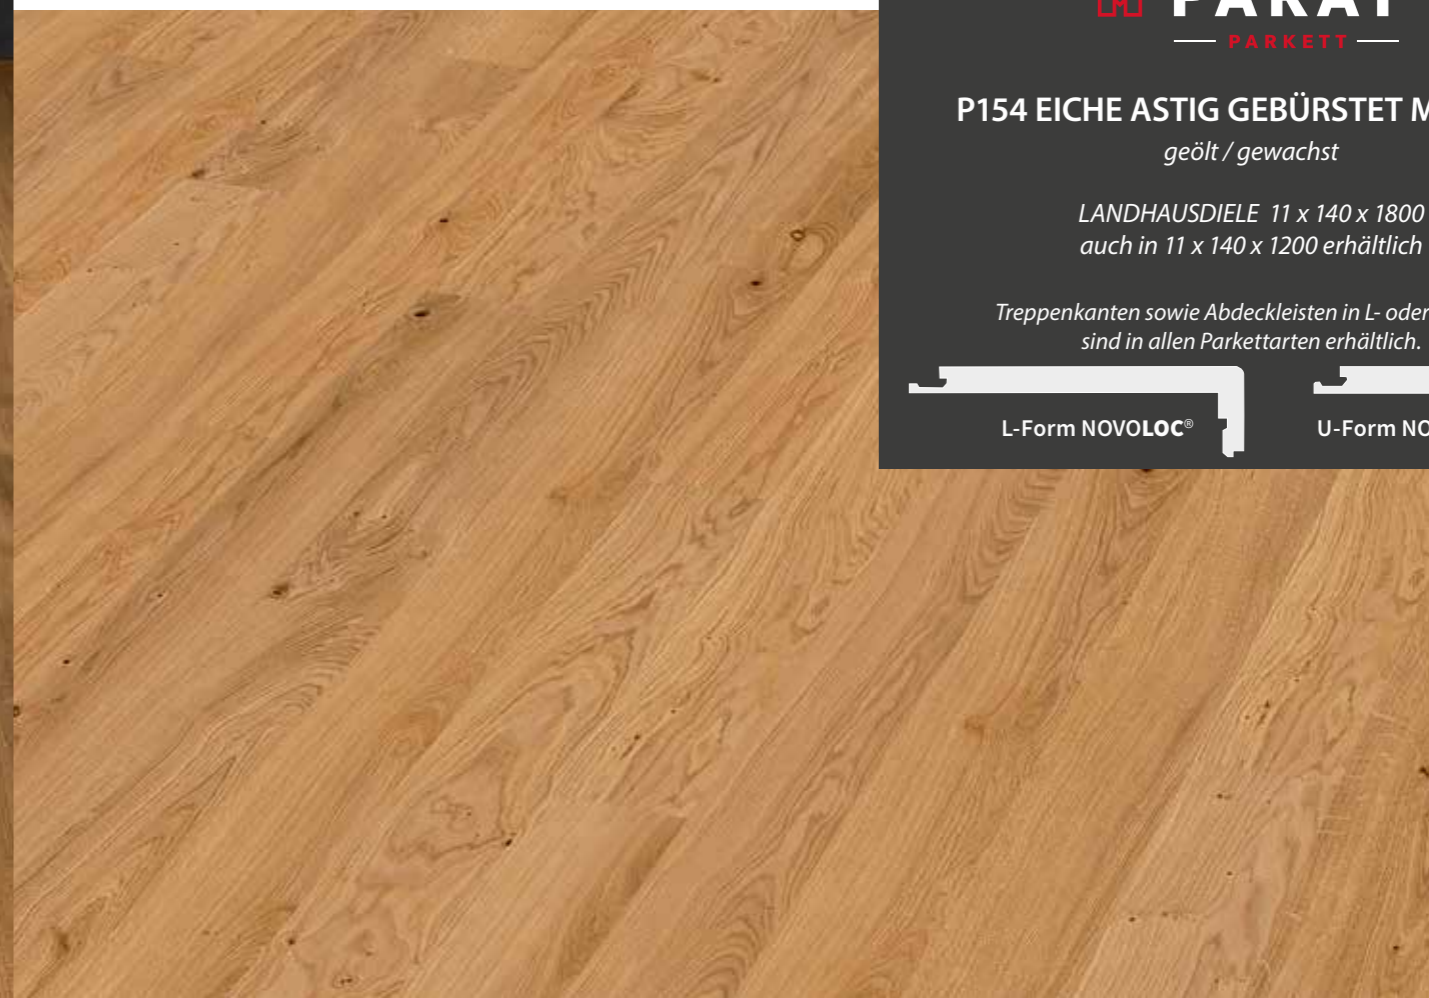 PARKETT
P154 EICHE ASTIG GEBÜRSTET
geölt / gewachst
LANDHAUSDIELE 11 x 140 x 1800
auch in 11 x 140 x 1200 erhältlich
Treppenkanten sowie Abdeckleisten in L- oder
sind in allen Parkettarten erhältlich.
L-Form NOVOLOC®
U-Form